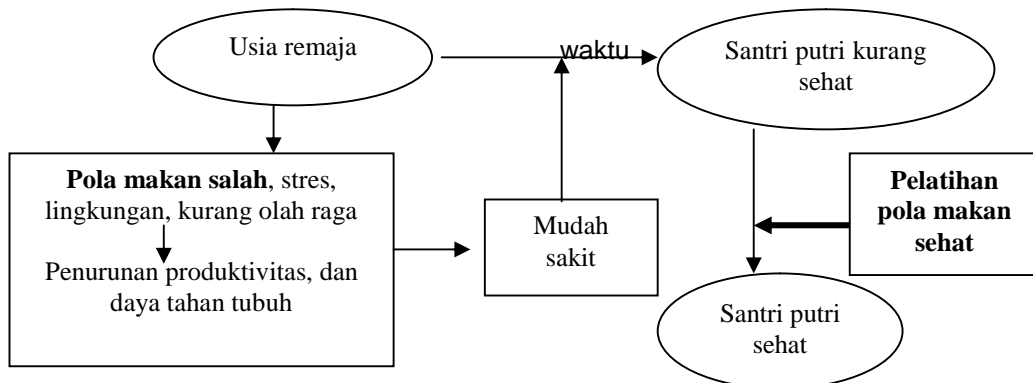 Usia remaja
waktu
Santri putri kurang
sehat
Pola makan salah, stres,
lingkungan, kurang olah raga
Penurunan produktivitas, dan
daya tahan tubuh
Mudah
sakit
Pelatihan
pola makan
sehat
Santri putri
sehat